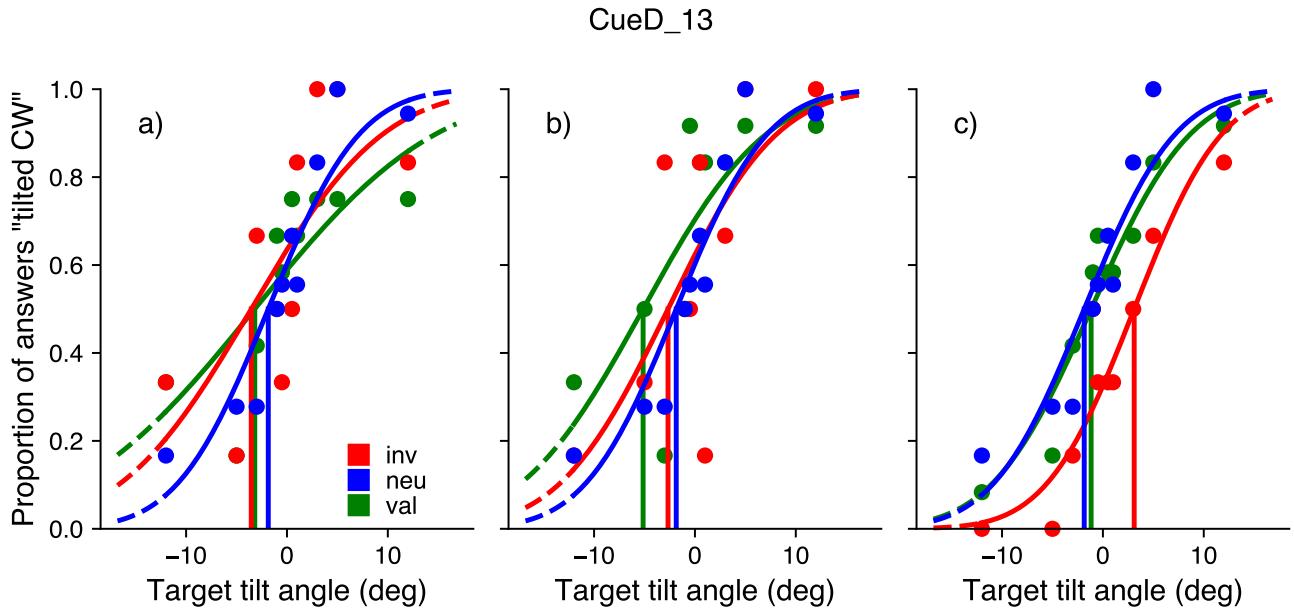 CueD_13
Proportion of answers "tilted CW"
1.0
0.8
0.6
0.4
0.2
0.0
a)
b)
c)
inv
neu
val
−10 0 10
−10 0 10
−10 0 10
Target tilt angle (deg)
Target tilt angle (deg)
Target tilt angle (deg)